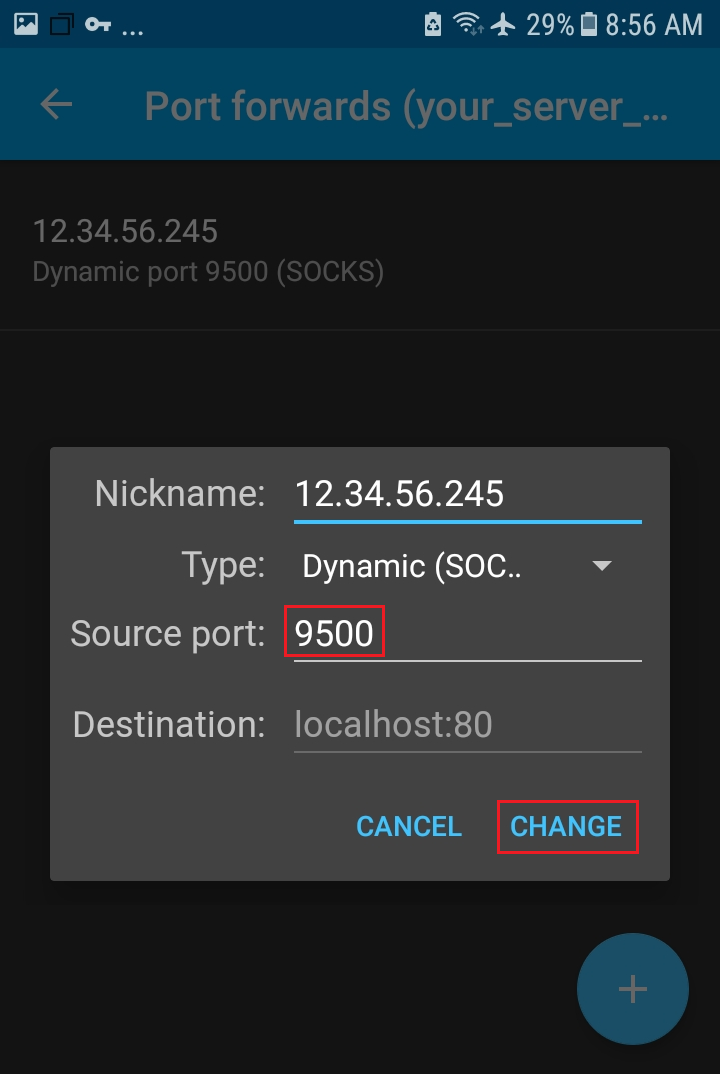 ... 29% 8:56 AM
Port forwards (your_server_...
12.34.56.245
Dynamic port 9500 (SOCKS)
Nickname: 12.34.56.245
Type: Dynamic (SOC..
Source port: 9500
Destination: localhost:80
CANCEL CHANGE
+